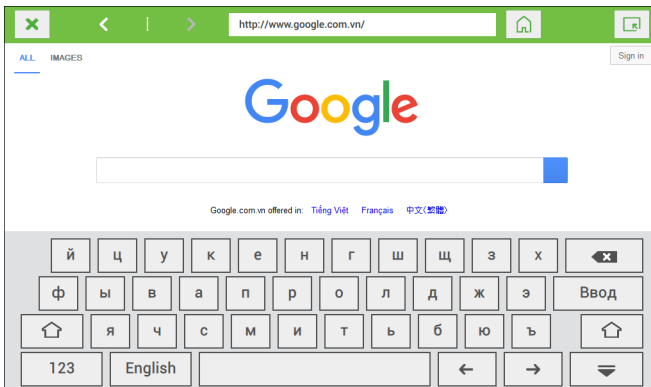 http://www.google.com.vn/
ALL IMAGES
Sign in
Google
Google.com.vn offered in: Tiếng Việt Français 中文(繁體)
й ц у к е н г ш щ з х
ф ы в а п р о л д ж э Ввод
я ч с м и т ь б ю ъ
123 English